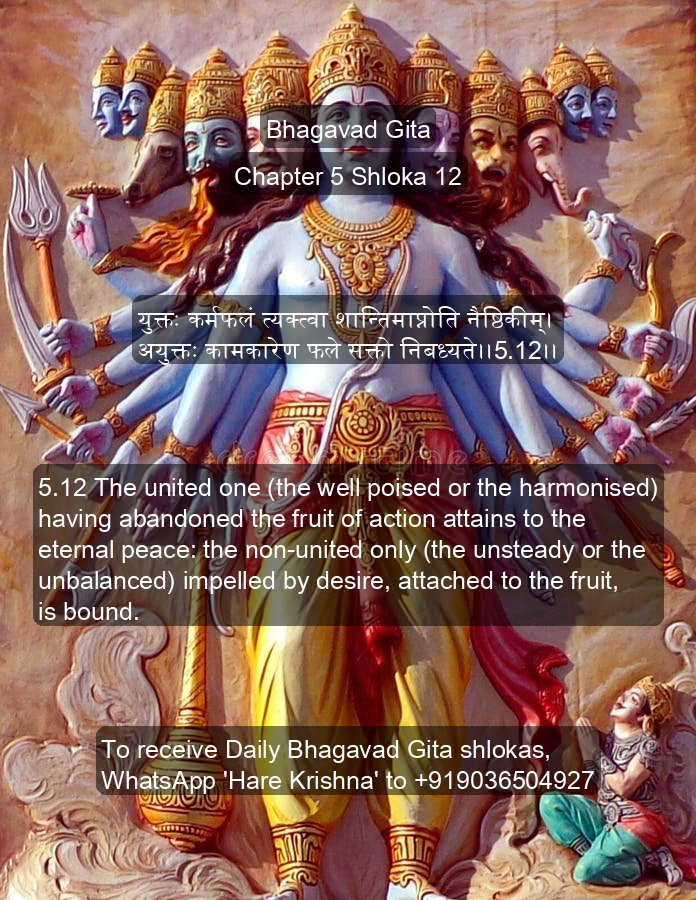 Bhagavad Gita
Chapter 5 Shloka 12
युक्तः कर्मफलं त्यक्त्वा शान्तिमाप्नोति नैष्ठिकीम्।
अयुक्तः कामकारेण फले सक्तो निबध्यते।।5.12।।
5.12 The united one (the well poised or the harmonised)
having abandoned the fruit of action attains to the
eternal peace: the non-united only (the unsteady or the
unbalanced) impelled by desire, attached to the fruit,
is bound.
To receive Daily Bhagavad Gita shlokas,
WhatsApp 'Hare Krishna' to +919036504927